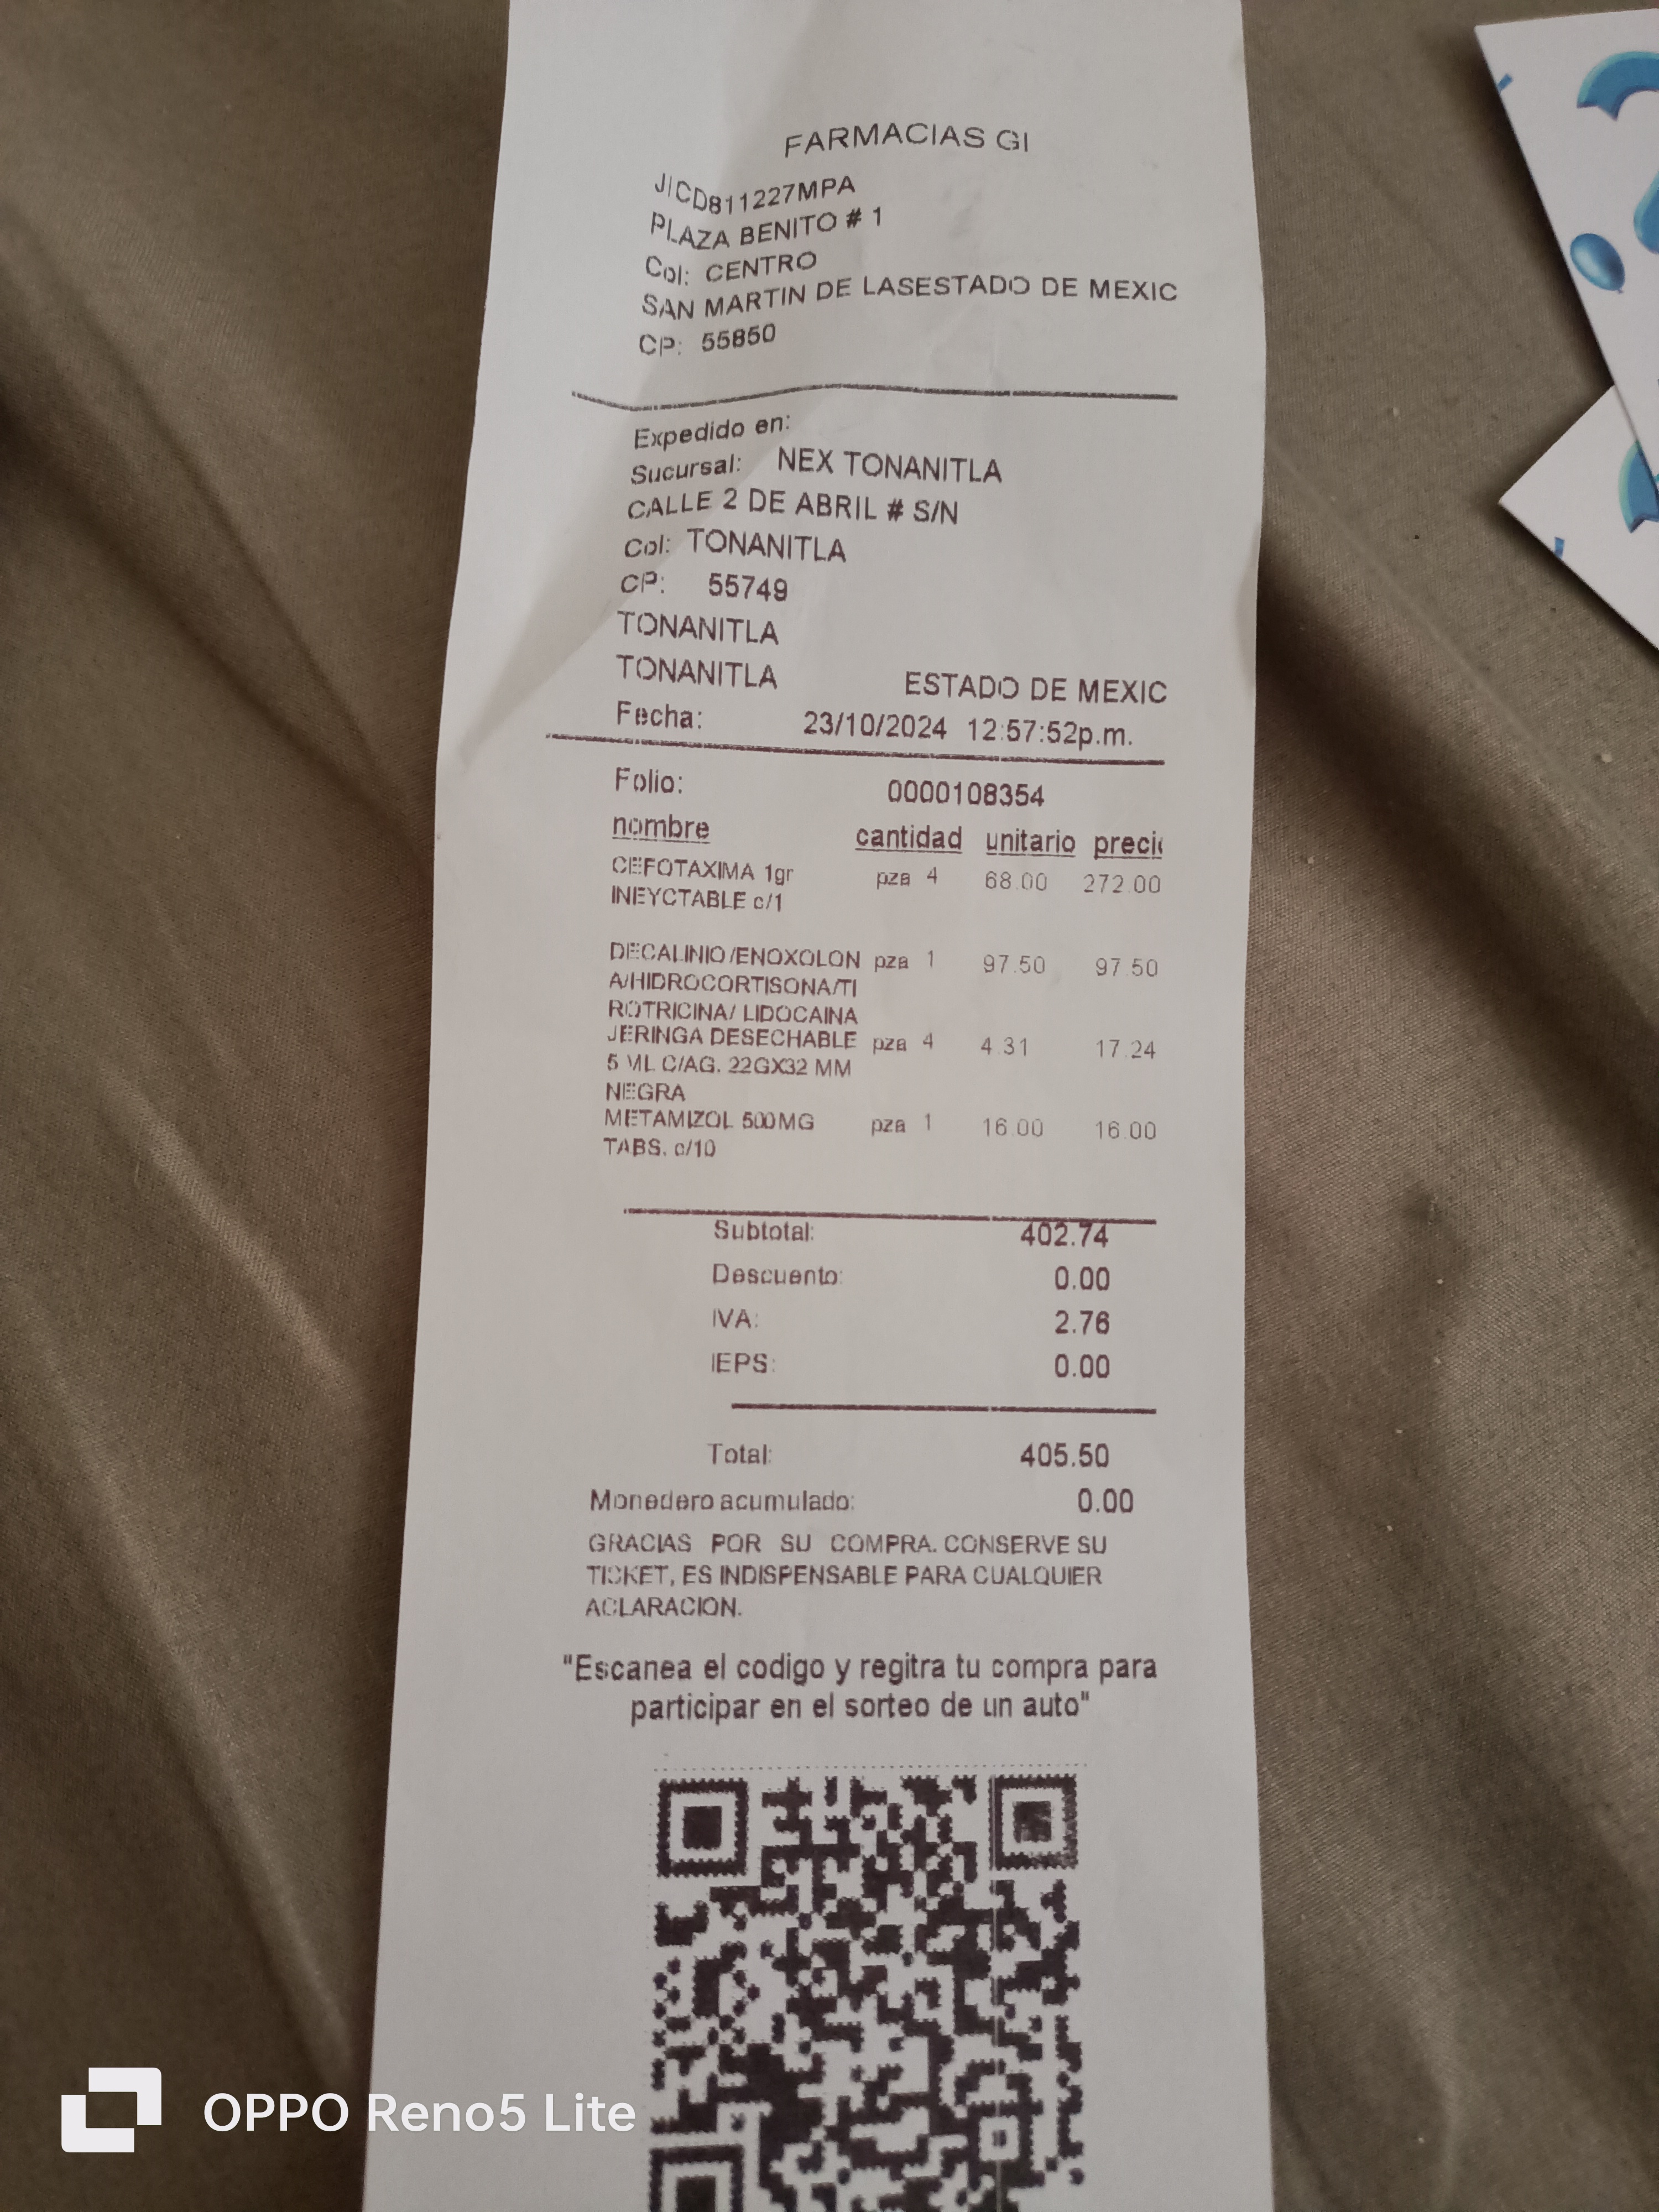 FARMACIAS GI
JICD811227MPA
PLAZA BENITO # 1
Col: CENTRO
SAN MARTIN DE LASESTADO DE MEXIC
CP: 55850
Expedido en:
Sucursal: NEX TONANITLA
CALLE 2 DE ABRIL # S/N
Col: TONANITLA
CP: 55749
TONANITLA
TONANITLA ESTADO DE MEXIC
Fecha: 23/10/2024 12:57:52p.m.
Folio: 0000108354
nombre cantidad unitario preci
CEFOTAXIMA 1gr pza 4 68.00 272.00
INEYCTABLE c/1
DECALINIO/ENOXOLON pza 1 97.50 97.50
A/HIDROCORTISONA/TI
ROTRICINA/ LIDOCAINA
JERINGA DESECHABLE pza 4 4.31 17.24
5 ML C/AG. 22GX32 MM
NEGRA
METAMIZOL 500MG pza 1 16.00 16.00
TABS. c/10
Subtotal: 402.74
Descuento: 0.00
IVA: 2.76
IEPS: 0.00
Total: 405.50
Monedero acumulado: 0.00
GRACIAS POR SU COMPRA. CONSERVE SU
TICKET, ES INDISPENSABLE PARA CUALQUIER
ACLARACION.
"Escanea el codigo y regitra tu compra para
participar en el sorteo de un auto"
OPPO Reno5 Lite